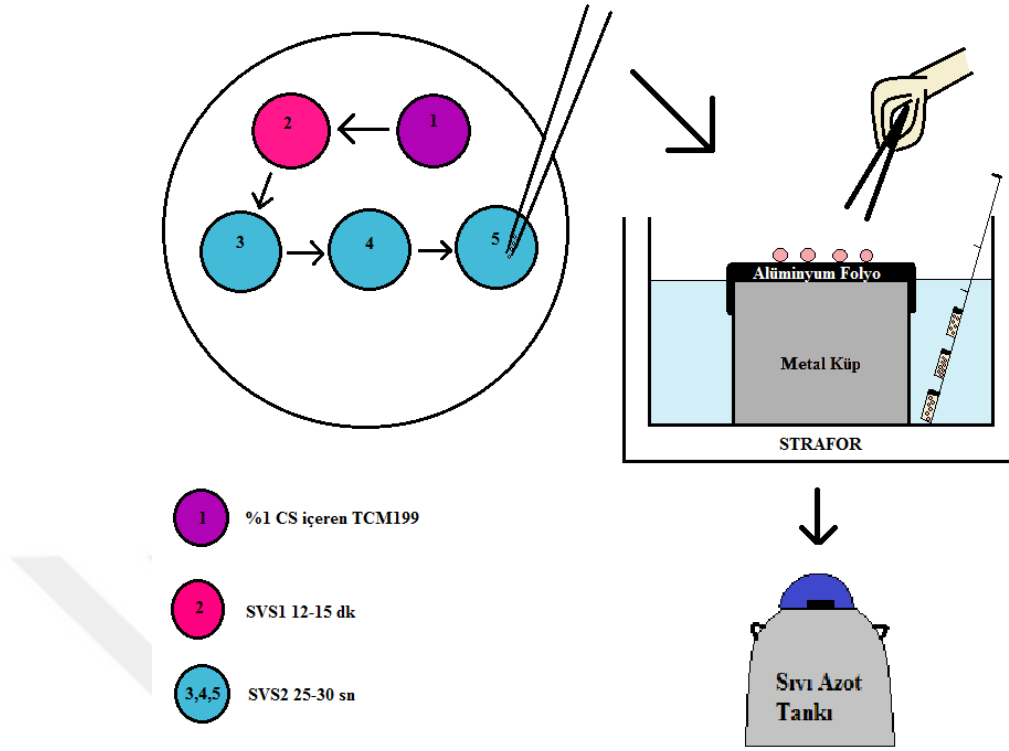 2
1
3
4
5
Alüminyum Folyo
Metal Küp
STRAFOR
1 %1 CS içeren TCM199
2 SVS1 12-15 dk
3,4,5 SVS2 25-30 sn
Sıvı Azot
Tankı